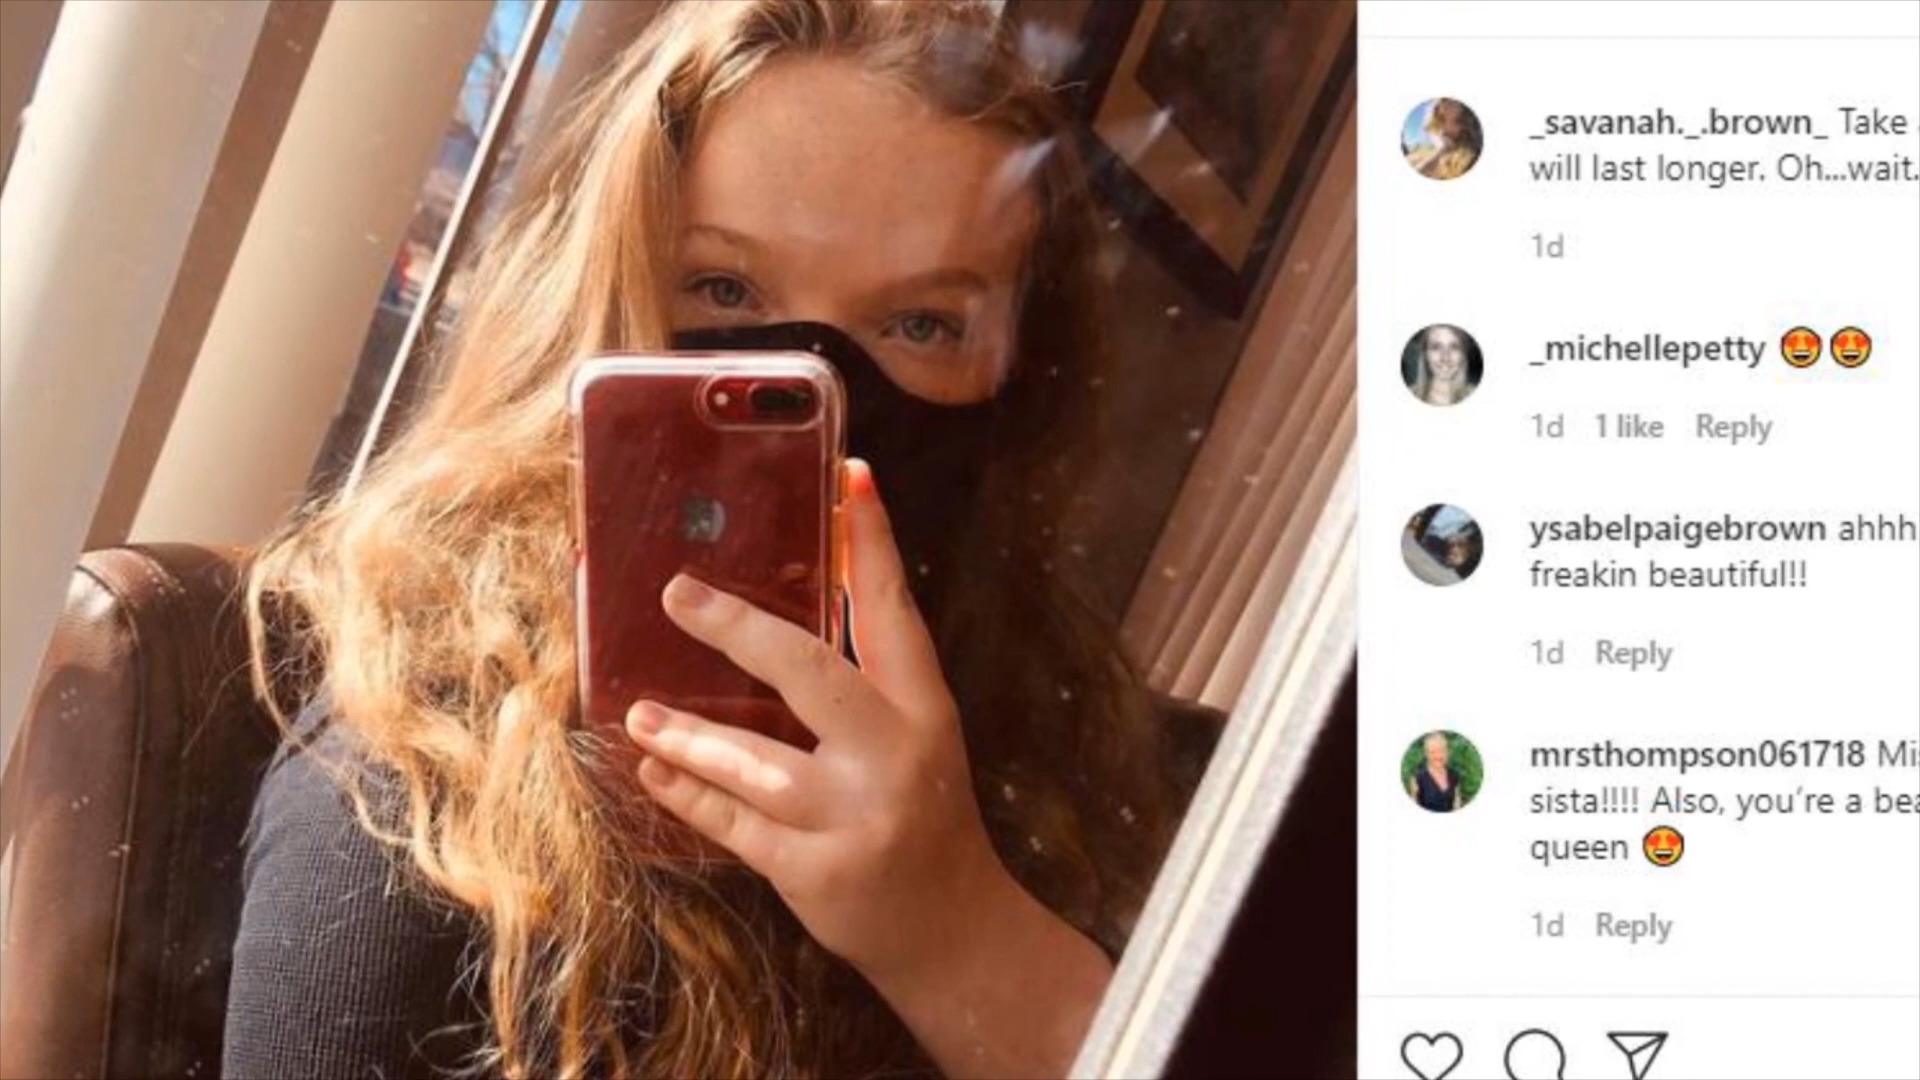 _savanah._.brown_ Take
will last longer. Oh...wait.
1d
_michellepetty 😍😍
1d 1 like Reply
ysabelpaigebrown ahhh
freakin beautiful!!
1d Reply
mrsthompson061718
sista!!!! Also, you're a
queen 😍
1d Reply